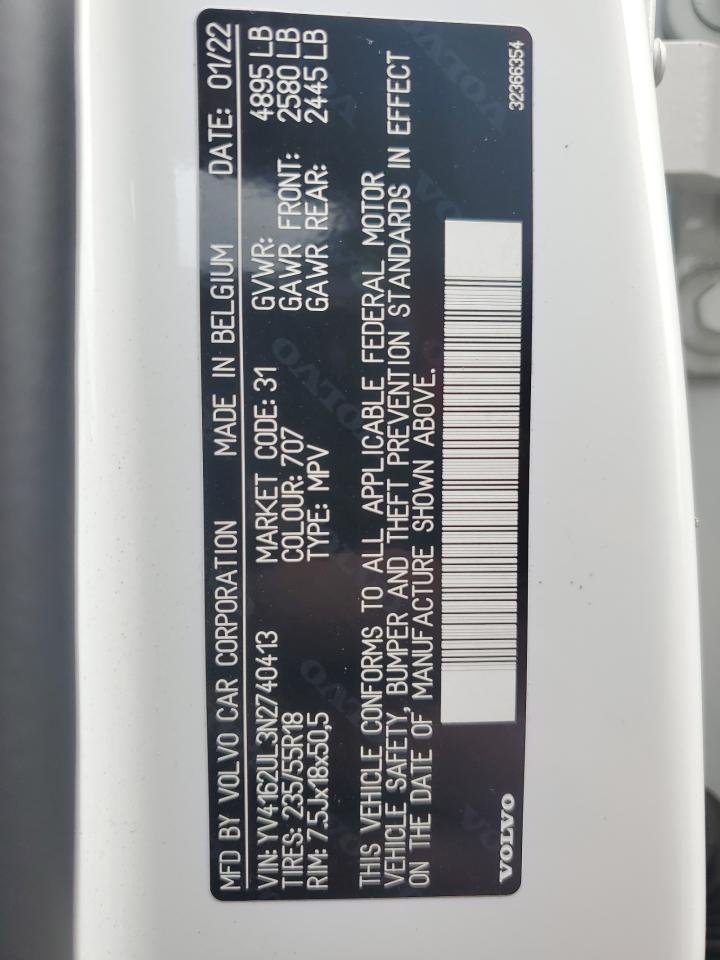 MFD BY VOLVO CAR CORPORATION MADE IN BELGIUM DATE: 01/22
VIN: YV4162UL3N2740413 MARKET CODE: 31 GVWR: 4895 LB
TIRES: 235/55R18 COLOUR: 707 GAWR FRONT: 2580 LB
RIM: 7.5Jx18x50,5 TYPE: MPV GAWR REAR: 2445 LB
THIS VEHICLE CONFORMS TO ALL APPLICABLE FEDERAL MOTOR
VEHICLE SAFETY, BUMPER AND THEFT PREVENTION STANDARDS IN EFFECT
ON THE DATE OF MANUFACTURE SHOWN ABOVE.
VOLVO 32366354